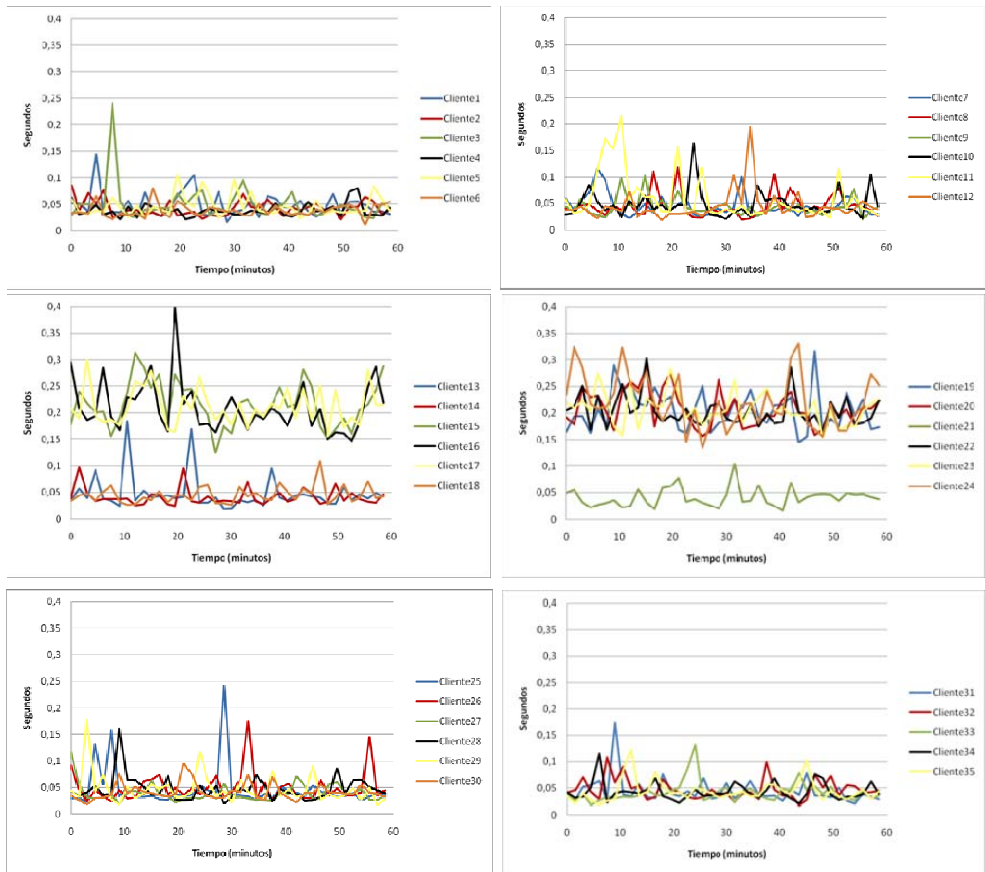 0,4
0,35
0,3
0,25
0,2
0,15
0,1
0,05
0
Segundos
0 10 20 30 40 50 60
Tiempo (minutos)
Cliente1
Cliente2
Cliente3
Cliente4
Cliente5
Cliente6
0,4
0,35
0,3
0,25
0,2
0,15
0,1
0,05
0
Segundos
0 10 20 30 40 50 60
Tiempo (minutos)
Cliente7
Cliente8
Cliente9
Cliente10
Cliente11
Cliente12
0,4
0,35
0,3
0,25
0,2
0,15
0,1
0,05
0
Segundos
0 10 20 30 40 50 60
Tiempo (minutos)
Cliente13
Cliente14
Cliente15
Cliente16
Cliente17
Cliente18
0,4
0,35
0,3
0,25
0,2
0,15
0,1
0,05
0
Segundos
0 10 20 30 40 50 60
Tiempo (minutos)
Cliente19
Cliente20
Cliente21
Cliente22
Cliente23
Cliente24
0,4
0,35
0,3
0,25
0,2
0,15
0,1
0,05
0
Segundos
0 10 20 30 40 50 60
Tiempo (minutos)
Cliente25
Cliente26
Cliente27
Cliente28
Cliente29
Cliente30
0,4
0,35
0,3
0,25
0,2
0,15
0,1
0,05
0
Segundos
0 10 20 30 40 50 60
Tiempo (minutos)
Cliente31
Cliente32
Cliente33
Cliente34
Cliente35